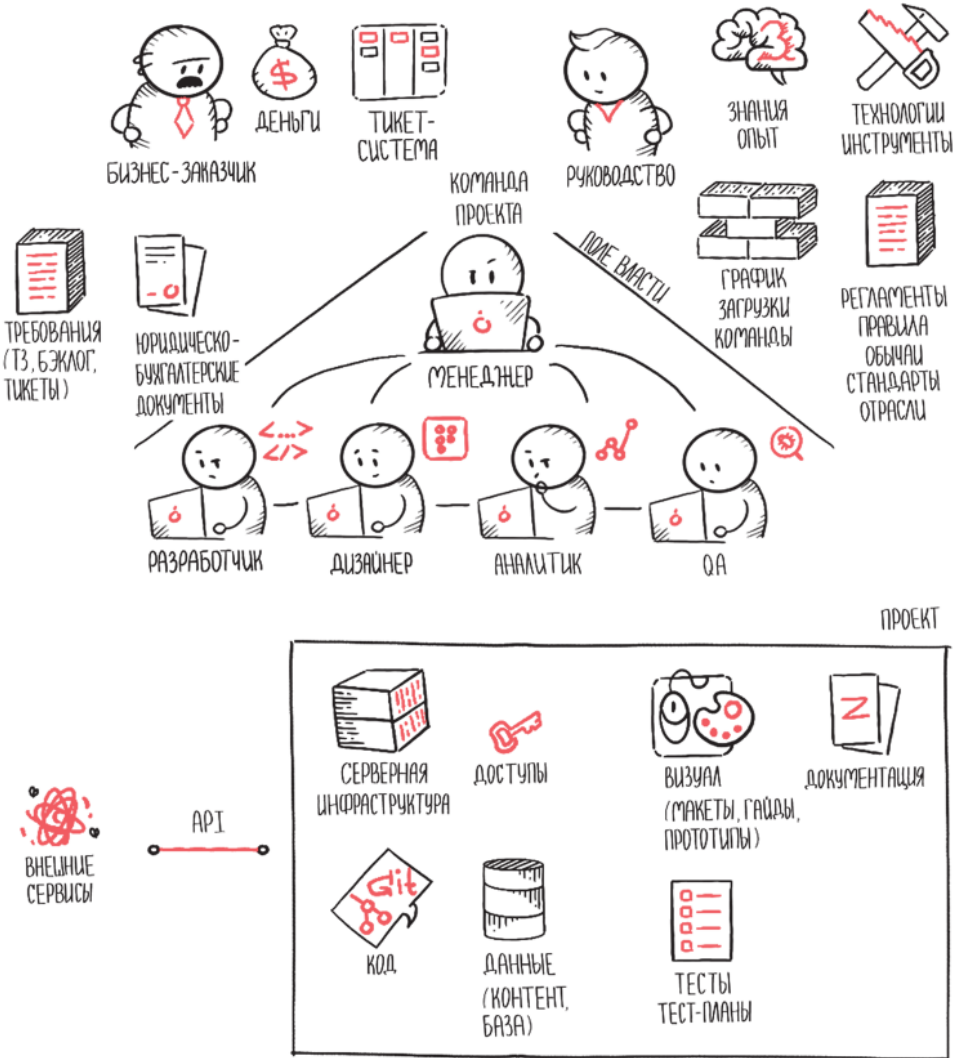 $
ДЕНЬГИ
ТИКЕТ-
СИСТЕМА
БИЗНЕС-ЗАКАЗЧИК
РУКОВОДСТВО
ЗНАНИЯ
ОПЫТ
ТЕХНОЛОГИИ
ИНСТРУМЕНТЫ
КОМАНДА
ПРОЕКТА
ПОЛЕ ВЛАСТИ
ТРЕБОВАНИЯ
(ТЗ, БЭКЛОГ,
ТИКЕТЫ)
ЮРИДИЧЕСКО-
БУХГАЛТЕРСКИЕ
ДОКУМЕНТЫ
ГРАФИК
ЗАГРУЗКИ
КОМАНДЫ
РЕГЛАМЕНТЫ
ПРАВИЛА
ОБЫЧАИ
СТАНДАРТЫ
ОТРАСЛИ
МЕНЕДЖЕР
<...>
</>
РАЗРАБОТЧИК
ДИЗАЙНЕР
АНАЛИТИК
QA
ПРОЕКТ
СЕРВЕРНАЯ
ИНФРАСТРУКТУРА
ДОСТУПЫ
ВИЗУАЛ
(МАКЕТЫ, ГАЙДЫ,
ПРОТОТИПЫ)
ДОКУМЕНТАЦИЯ
ВНЕШНИЕ
СЕРВИСЫ
API
Git
КОД
ДАННЫЕ
(КОНТЕНТ,
БАЗА)
ТЕСТЫ
ТЕСТ-ПЛАНЫ